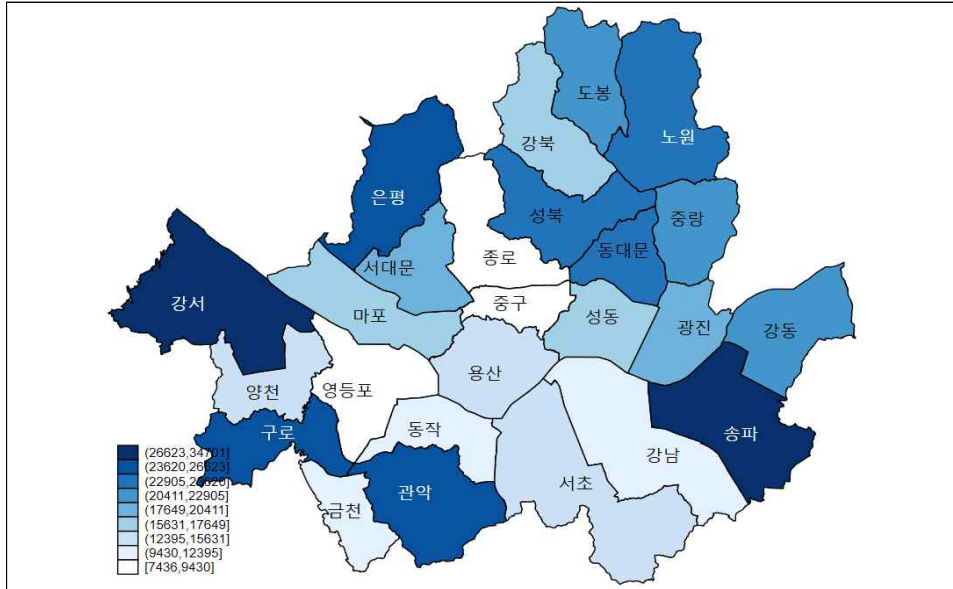 도봉
노원
강북
은평
성북
중랑
동대문
서대문
종로
강서
중구
마포
성동
광진
강동
용산
양천
영등포
구로
동작
송파
강남
관악
서초
금천
(26623,34701]
(23620,26623]
(22905,23620]
(20411,22905]
(17649,20411]
(15631,17649]
(12395,15631]
(9430,12395]
[7436,9430]